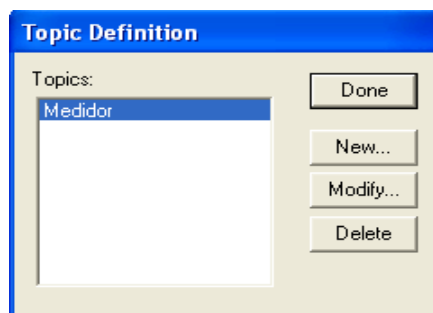 Topic Definition
Topics:
Medidor
Done
New...
Modify...
Delete